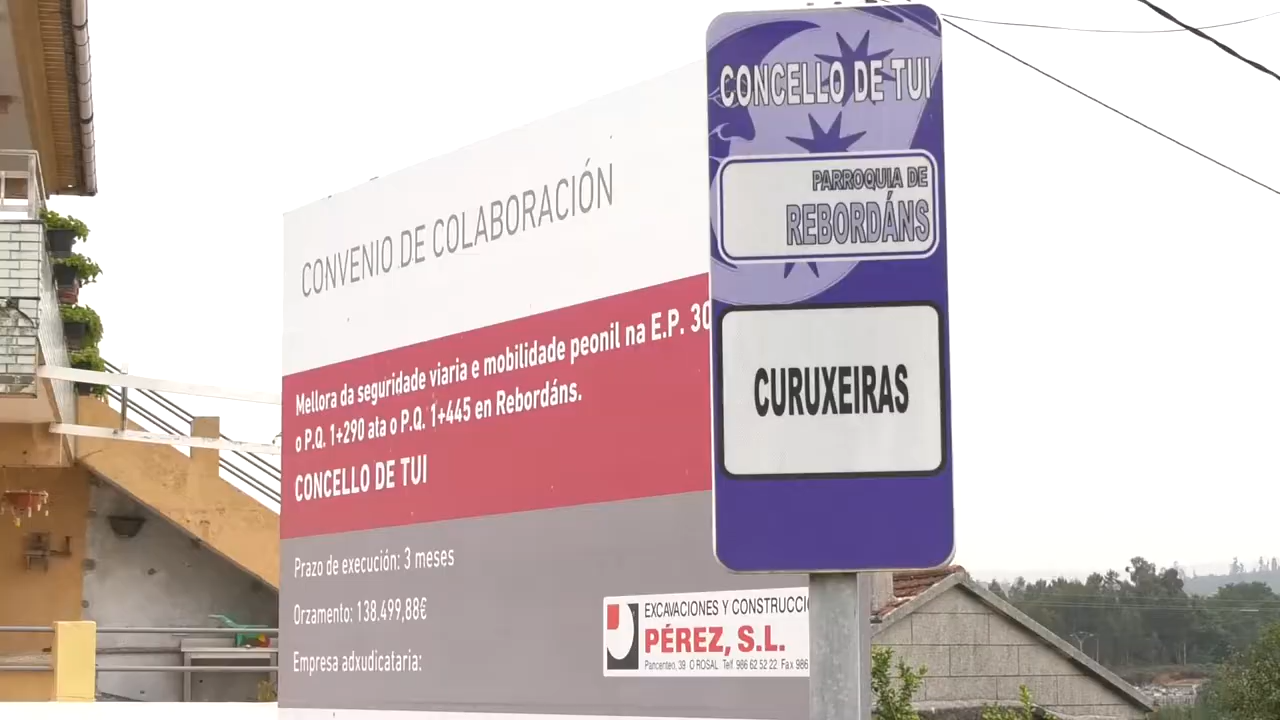 CONVENIO DE COLABORACIÓN
Mellora da seguridade viaria e mobilidade peonil na E.P. 30
o P.Q. 1+290 ata o P.Q. 1+445 en Rebordáns.
CONCELLO DE TUI
Prazo de execución: 3 meses
Orzamento: 138.499,88€
Empresa adxudicataria:
EXCAVACIONES Y CONSTRUCCI
PÉREZ, S.L.
Pancenteo, 39 O ROSAL Telf. 986 62 52 22 Fax 986
CONCELLO DE TUI
PARROQUIA DE
REBORDÁNS
CURUXEIRAS